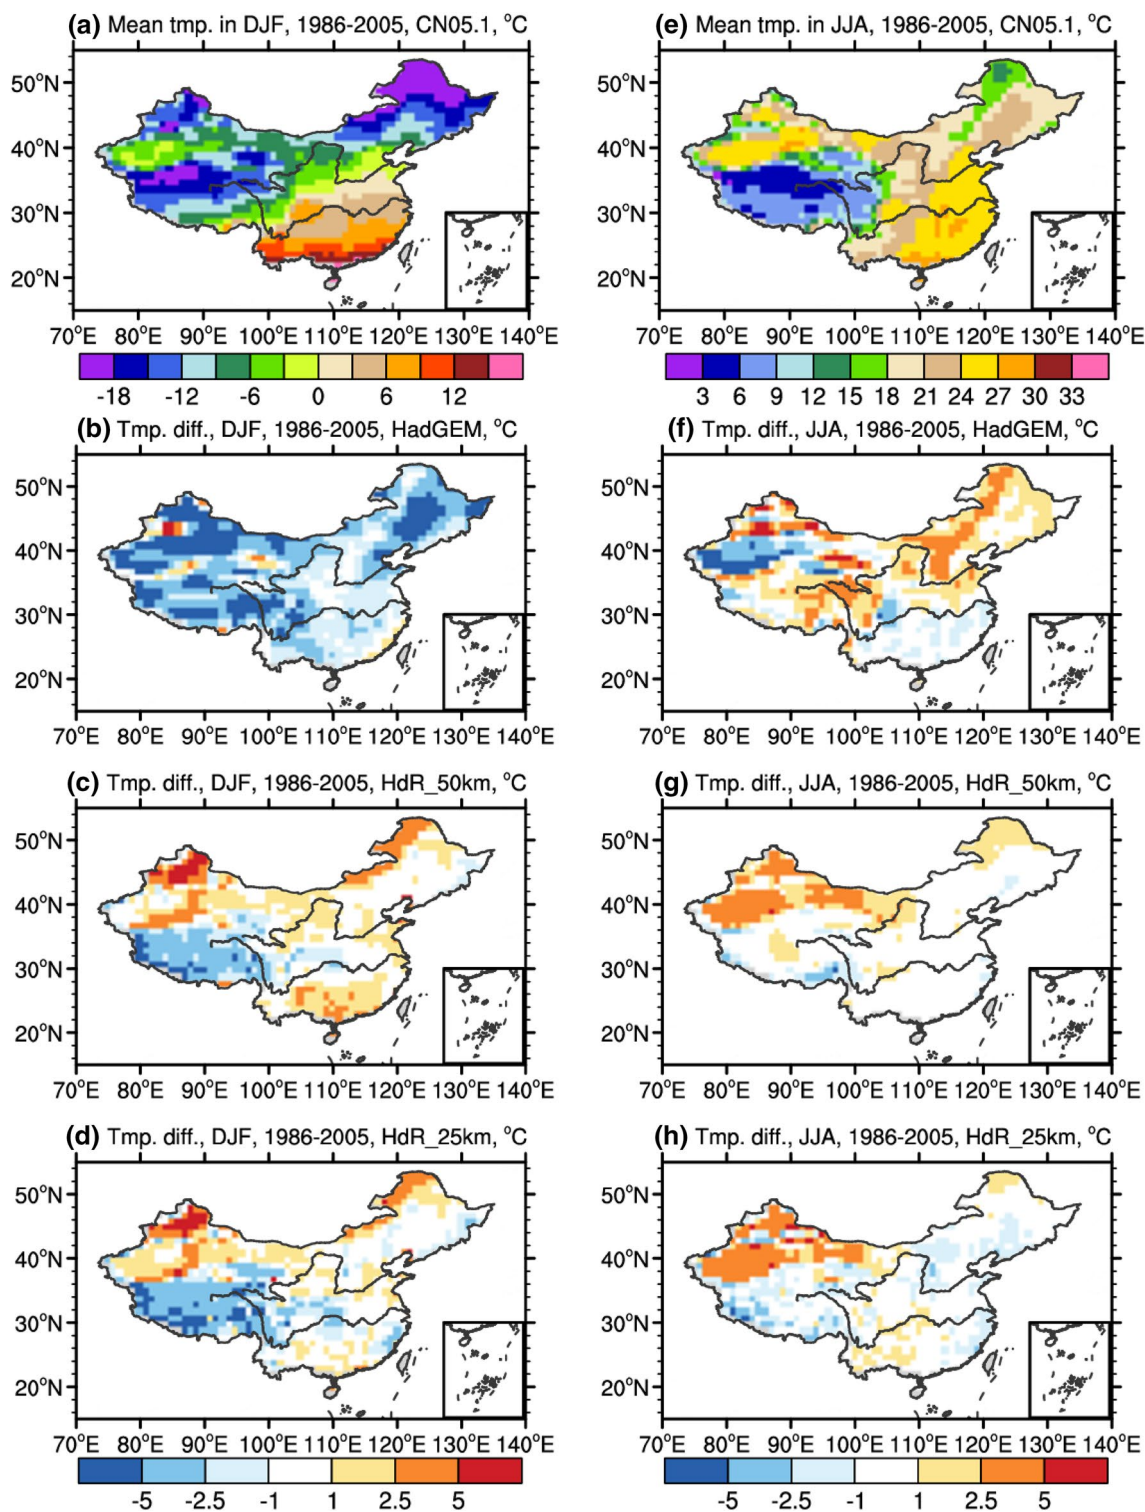 (a) Mean tmp. in DJF, 1986-2005, CN05.1, °C
50°N
40°N
30°N
20°N
70°E 80°E 90°E 100°E 110°E 120°E 130°E 140°E
-18 -12 -6 0 6 12
(b) Tmp. diff., DJF, 1986-2005, HadGEM, °C
50°N
40°N
30°N
20°N
70°E 80°E 90°E 100°E 110°E 120°E 130°E 140°E
(c) Tmp. diff., DJF, 1986-2005, HdR_50km, °C
50°N
40°N
30°N
20°N
70°E 80°E 90°E 100°E 110°E 120°E 130°E 140°E
(d) Tmp. diff., DJF, 1986-2005, HdR_25km, °C
50°N
40°N
30°N
20°N
70°E 80°E 90°E 100°E 110°E 120°E 130°E 140°E
-5 -2.5 -1 1 2.5 5
(e) Mean tmp. in JJA, 1986-2005, CN05.1, °C
50°N
40°N
30°N
20°N
70°E 80°E 90°E 100°E 110°E 120°E 130°E 140°E
3 6 9 12 15 18 21 24 27 30 33
(f) Tmp. diff., JJA, 1986-2005, HadGEM, °C
50°N
40°N
30°N
20°N
70°E 80°E 90°E 100°E 110°E 120°E 130°E 140°E
(g) Tmp. diff., JJA, 1986-2005, HdR_50km, °C
50°N
40°N
30°N
20°N
70°E 80°E 90°E 100°E 110°E 120°E 130°E 140°E
(h) Tmp. diff., JJA, 1986-2005, HdR_25km, °C
50°N
40°N
30°N
20°N
70°E 80°E 90°E 100°E 110°E 120°E 130°E 140°E
-5 -2.5 -1 1 2.5 5